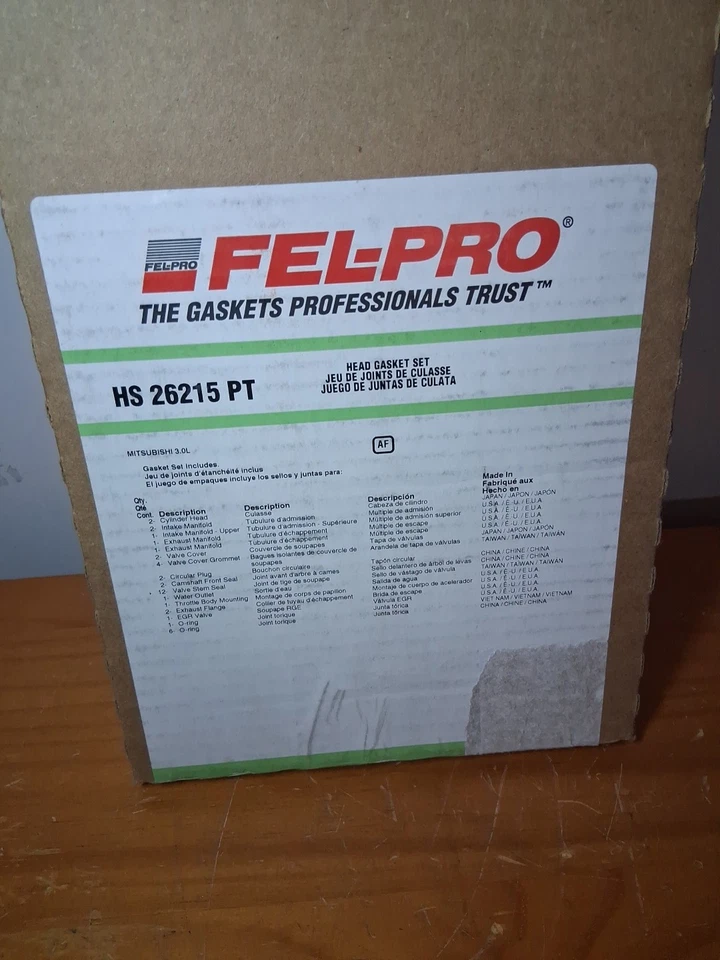 FEL-PRO
FEL-PRO®
THE GASKETS PROFESSIONALS TRUST™
HS 26215 PT
HEAD GASKET SET
JEU DE JOINTS DE CULASSE
JUEGO DE JUNTAS DE CULATA
MITSUBISHI 3.0L
AF
Gasket Set Includes:
Jeu de joints d'étanchéité inclus
El juego de empaques incluye los sellos y juntas para:
Qty.
Qté
Cont.
Description
Description
Descripción
Made In
Fabriqué aux
Hecho en
2- Cylinder Head Culasse Cabeza de cilindro JAPAN / JAPON / JAPÓN
2- Intake Manifold Tubulure d'admission Múltiple de admisión U.S.A. / É.-U. / E.U.A.
1- Intake Manifold - Upper Tubulure d'admission - Supérieure Múltiple de admisión superior U.S.A. / É.-U. / E.U.A.
1- Exhaust Manifold Tubulure d'échappement Múltiple de escape U.S.A. / É.-U. / E.U.A.
1- Exhaust Manifold Tubulure d'échappement Múltiple de escape U.S.A. / É.-U. / E.U.A.
2- Valve Cover Couvercle de soupapes Tapa de válvulas JAPAN / JAPON / JAPÓN
4- Valve Cover Grommet Bagues isolantes de couvercle de Arandela de tapa de válvulas TAIWAN / TAIWAN / TAIWÁN
soupapes
2- Circular Plug Bouchon circulaire Tapón circular CHINA / CHINE / CHINA
2- Camshaft Front Seal Joint avant d'arbre à cames Sello delantero de árbol de levas CHINA / CHINE / CHINA
12- Valve Stem Seal Joint de tige de soupape Sello de vástago de válvula TAIWAN / TAIWAN / TAIWÁN
1- Water Outlet Sortie d'eau Salida de agua U.S.A. / É.-U. / E.U.A.
1- Throttle Body Mounting Montage de corps de papillon Montaje de cuerpo de acelerador U.S.A. / É.-U. / E.U.A.
2- Exhaust Flange Collier de tuyau d'échappement Brida de escape U.S.A. / É.-U. / E.U.A.
1- EGR Valve Soupape RGE Válvula EGR U.S.A. / É.-U. / E.U.A.
1- O-ring Joint torique Junta tórica VIET NAM / VIETNAM / VIETNAM
6- O-ring Joint torique Junta tórica CHINA / CHINE / CHINA